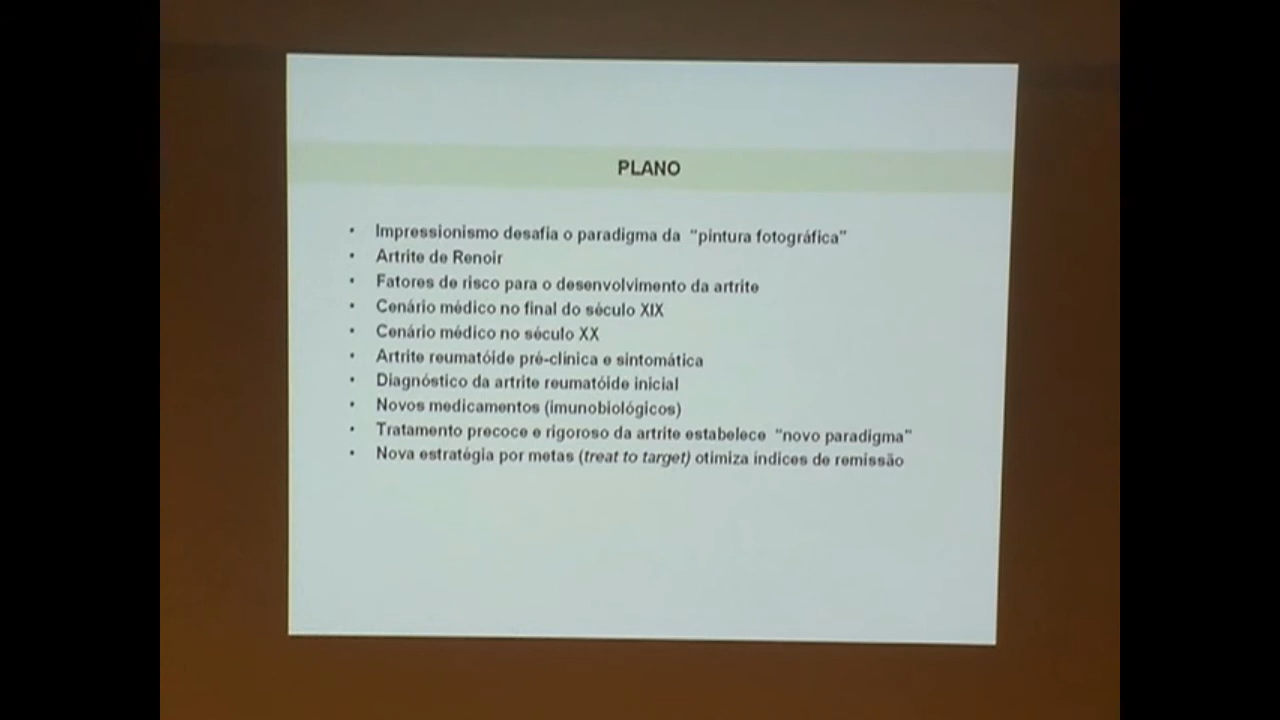 PLANO
• Impressionismo desafia o paradigma da “pintura fotográfica”
• Artrite de Renoir
• Fatores de risco para o desenvolvimento da artrite
• Cenário médico no final do século XIX
• Cenário médico no século XX
• Artrite reumatóide pré-clínica e sintomática
• Diagnóstico da artrite reumatóide inicial
• Novos medicamentos (imunobiológicos)
• Tratamento precoce e rigoroso da artrite estabelece “novo paradigma”
• Nova estratégia por metas (treat to target) otimiza índices de remissão